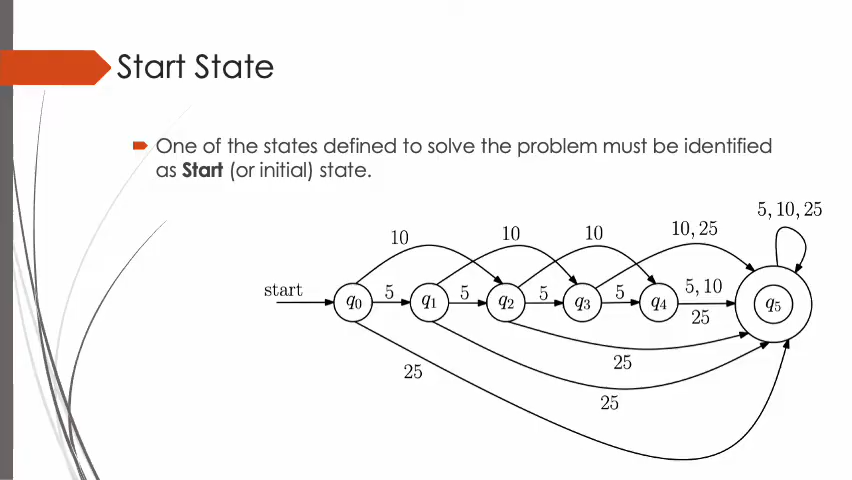 Start State
One of the states defined to solve the problem must be identified
as Start (or initial) state.
5, 10, 25
10 10 10 10, 25
start q0 5 q1 5 q2 5 q3 5 q4 5, 10 q5
25
25
25
25